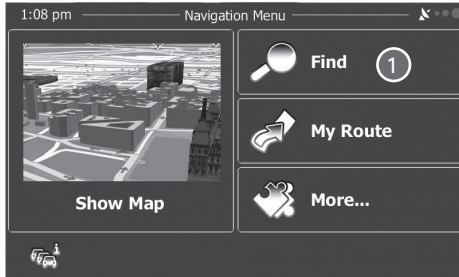 1:08 pm Navigation Menu
Find 1
My Route
Show Map
More...
i